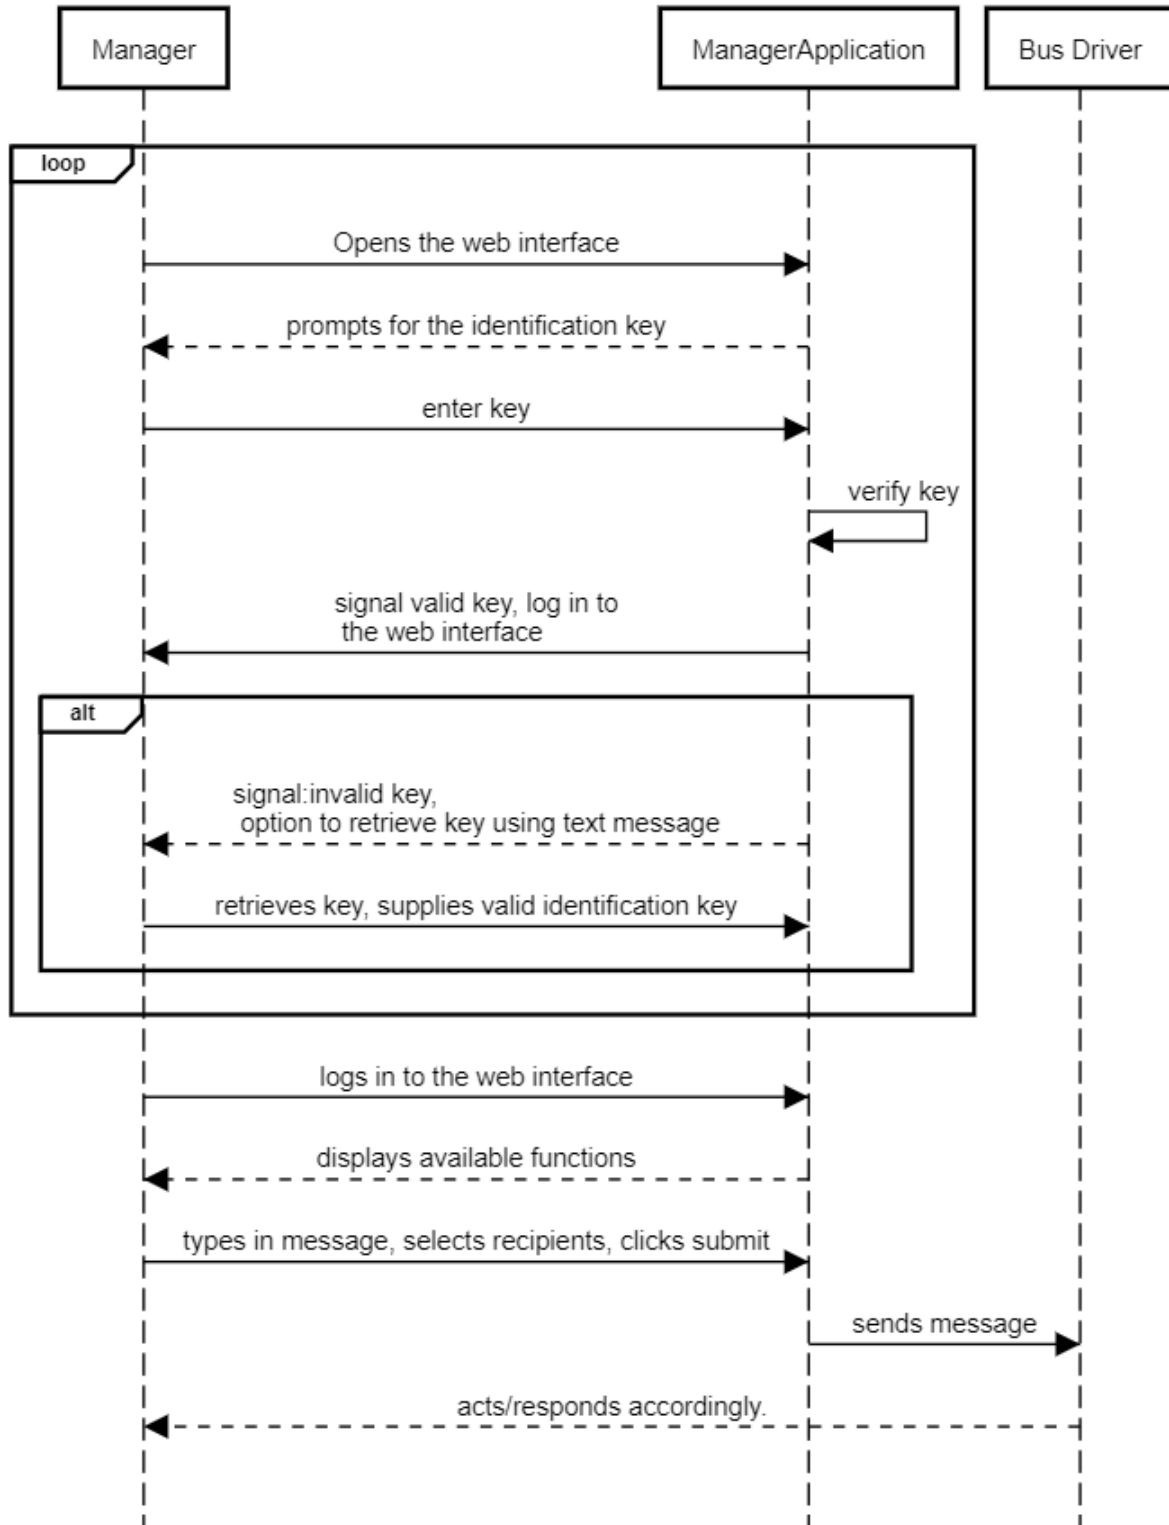 Manager
ManagerApplication
Bus Driver
loop
Opens the web interface
prompts for the identification key
enter key
verify key
signal valid key, log in to
the web interface
alt
signal:invalid key,
option to retrieve key using text message
retrieves key, supplies valid identification key
logs in to the web interface
displays available functions
types in message, selects recipients, clicks submit
sends message
acts/responds accordingly.